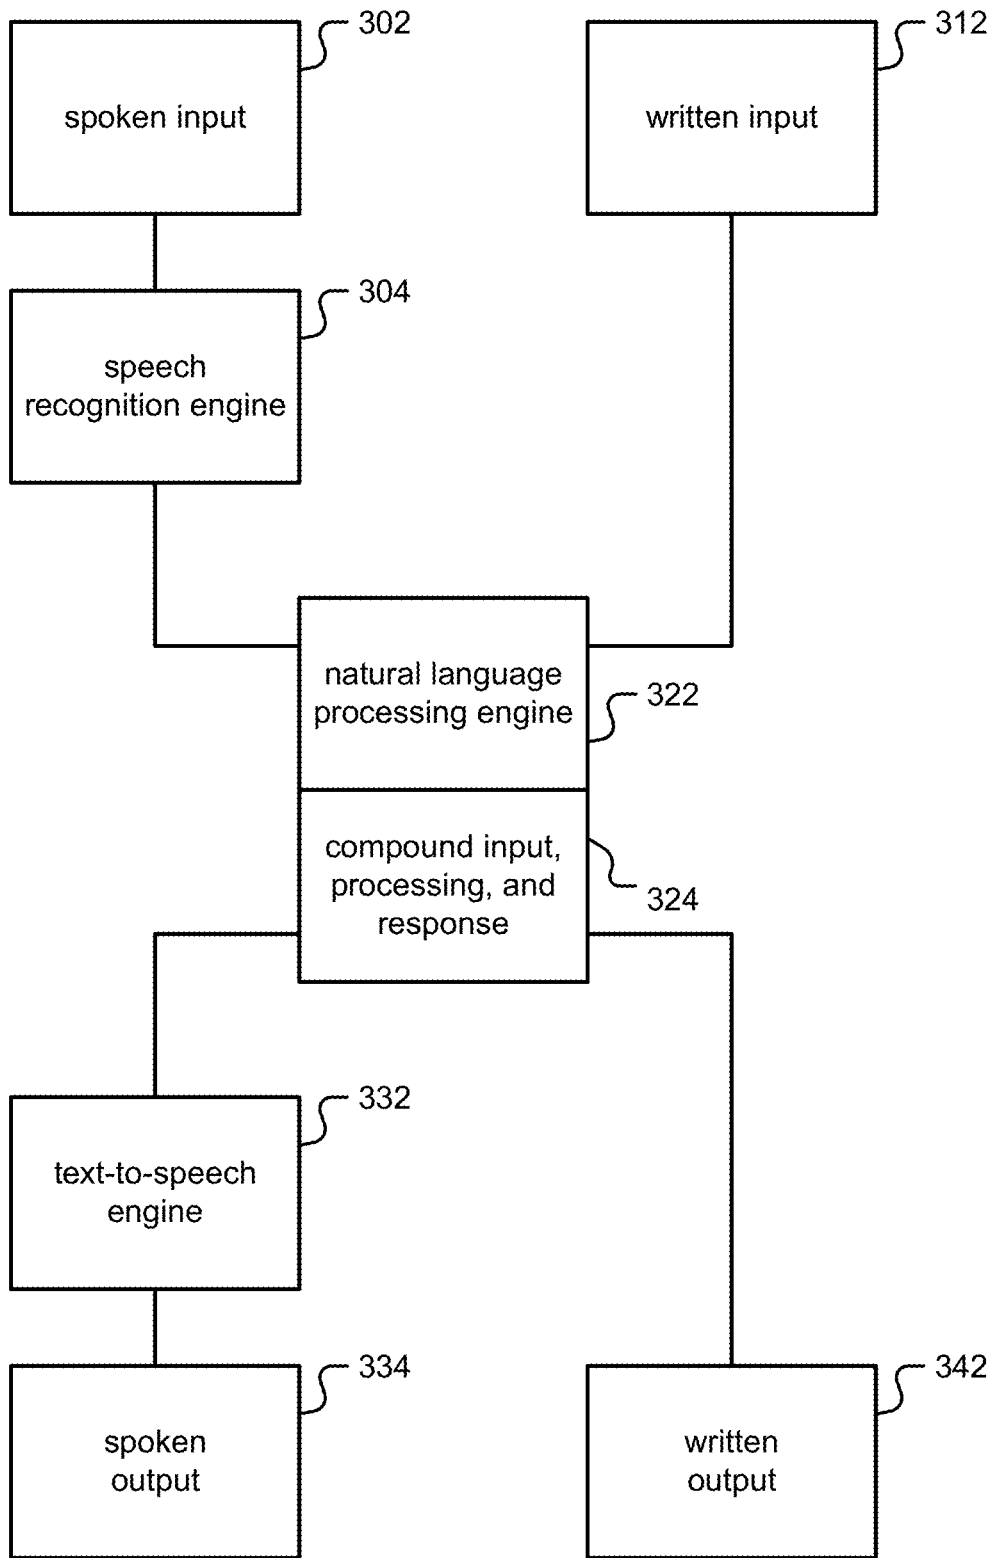 302
312
spoken input
written input
304
speech
recognition engine
natural language
processing engine
322
compound input,
processing, and
response
324
332
text-to-speech
engine
334
342
spoken
output
written
output